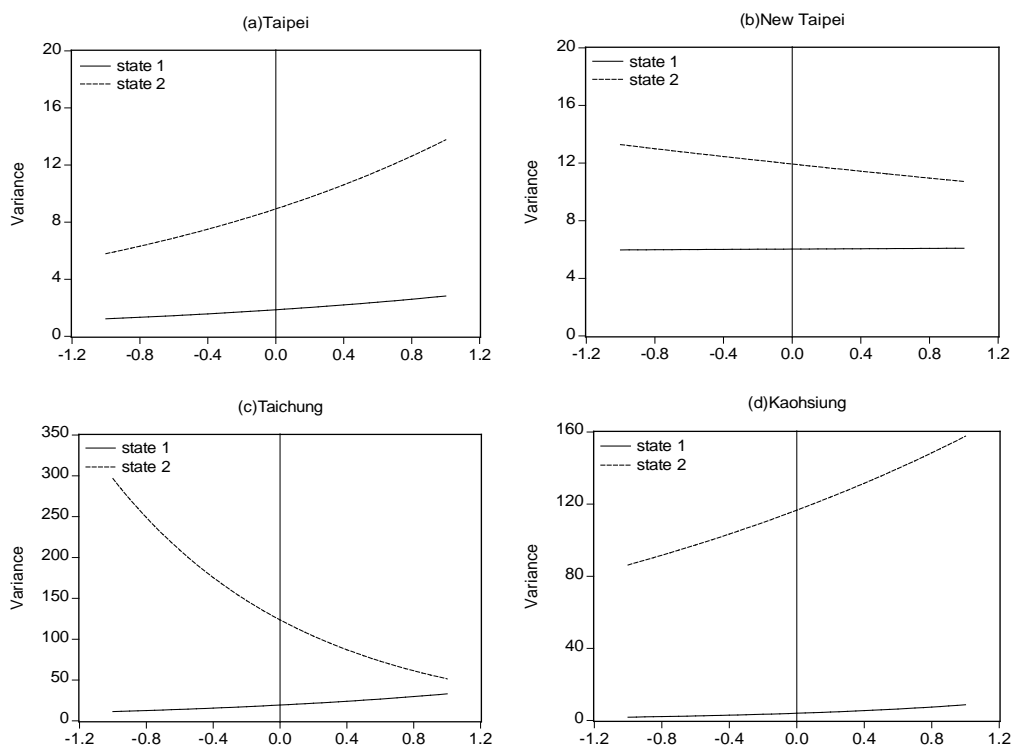 (a)Taipei
20
16
12
8
4
0
Variance
state 1
state 2
-1.2 -0.8 -0.4 0.0 0.4 0.8 1.2
(b)New Taipei
20
16
12
8
4
0
Variance
state 1
state 2
-1.2 -0.8 -0.4 0.0 0.4 0.8 1.2
(c)Taichung
350
300
250
200
150
100
50
0
Variance
state 1
state 2
-1.2 -0.8 -0.4 0.0 0.4 0.8 1.2
(d)Kaohsiung
160
120
80
40
0
Variance
state 1
state 2
-1.2 -0.8 -0.4 0.0 0.4 0.8 1.2